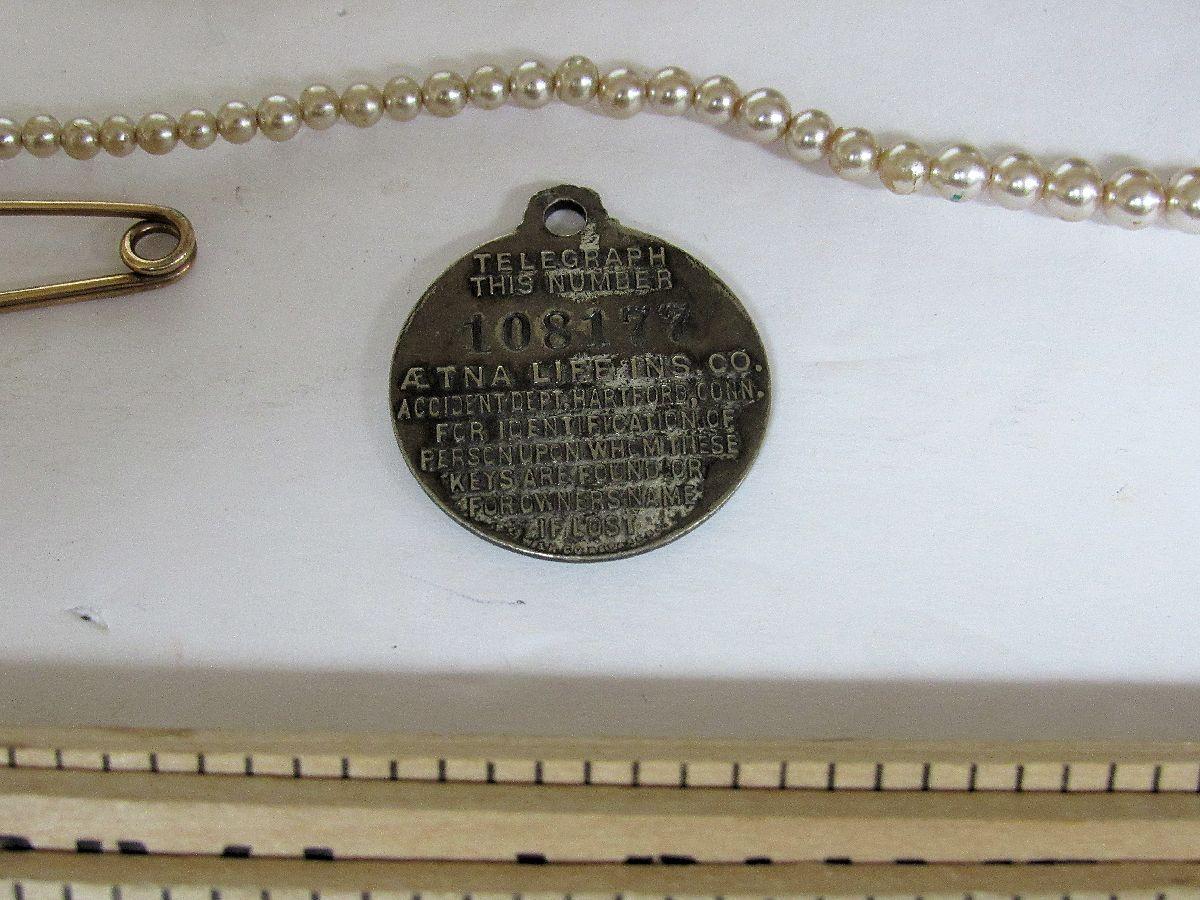 TELEGRAPH
THIS NUMBER
108177
ÆTNA LIFE INS. CO.
ACCIDENT DEPT. HARTFORD, CONN.
FOR IDENTIFICATION OF
PERSON UPON WHOM THESE
KEYS ARE FOUND OR
FOR OWNERS NAME
IF LOST